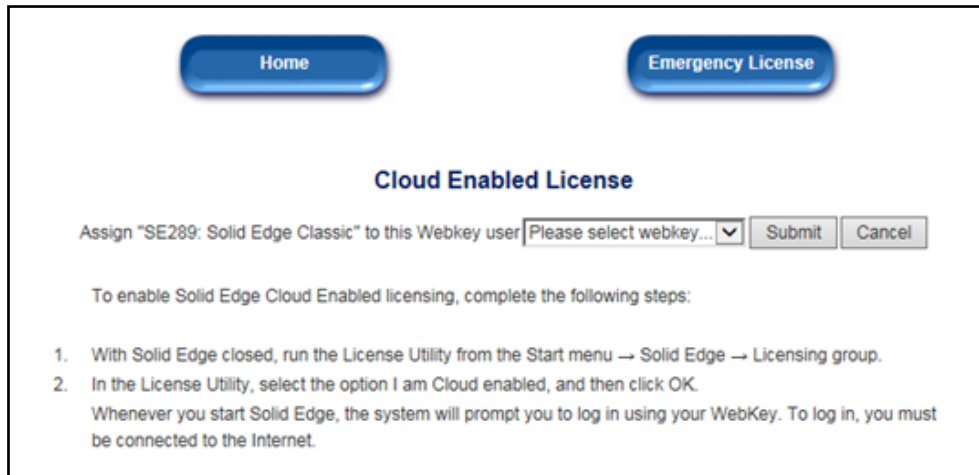 Home
Emergency License
Cloud Enabled License
Assign "SE289: Solid Edge Classic" to this Webkey user Please select webkey... Submit Cancel
To enable Solid Edge Cloud Enabled licensing, complete the following steps:
1. With Solid Edge closed, run the License Utility from the Start menu → Solid Edge → Licensing group.
2. In the License Utility, select the option I am Cloud enabled, and then click OK.
Whenever you start Solid Edge, the system will prompt you to log in using your WebKey. To log in, you must
be connected to the Internet.